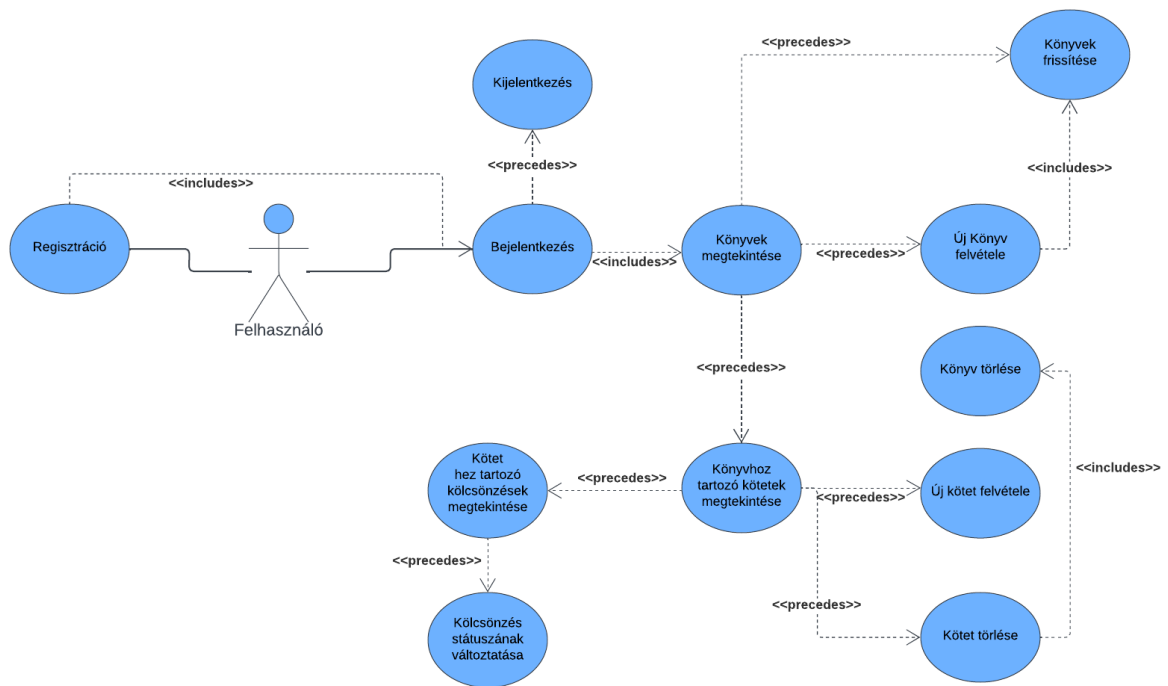 <<precedes>>
Könyvek
frissítése
Kijelentkezés
<<precedes>>
<<includes>>
<<includes>>
Regisztráció
Bejelentkezés
Könyvek
megtekintése
Új Könyv
felvétele
<<includes>>
<<precedes>>
Felhasználó
<<precedes>>
Könyv törlése
Kötet
hez tartozó
kölcsönzések
megtekintése
<<precedes>>
Könyvhoz
tartozó kötetek
megtekintése
<<precedes>>
Új kötet felvétele
<<includes>>
<<precedes>>
<<precedes>>
Kölcsönzés
státuszának
változtatása
Kötet törlése